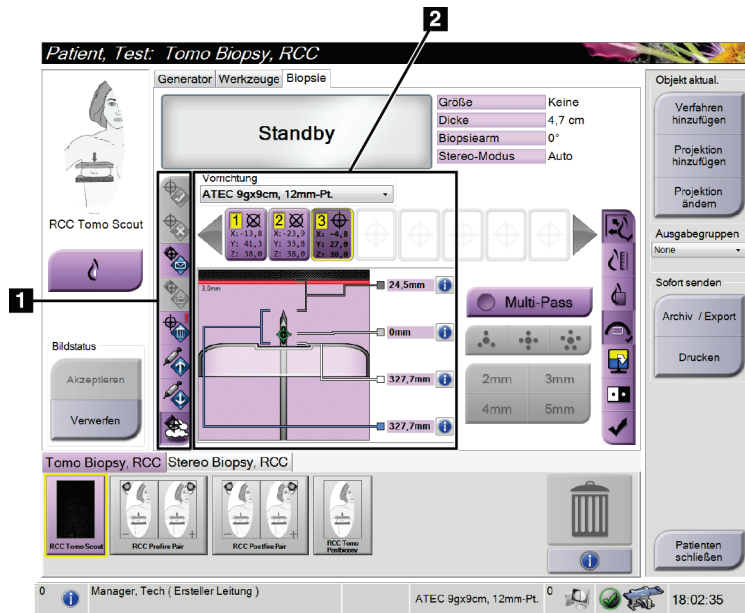 2
Patient, Test: Tomo Biopsy, RCC
Generator Werkzeuge Biopsie
Standby
Größe Keine
Dicke 4,7 cm
Biopsiearm 0°
Stereo-Modus Auto
Objekt aktual.
Verfahren hinzufügen
Projektion hinzufügen
Projektion ändern
Ausgabegruppen
None
Sofort senden
Archiv / Export
Drucken
Patienten schließen
RCC Tomo Scout
1
Bildstatus
Akzeptieren
Verwerfen
Vorrichtung
ATEC 9gx9cm, 12mm-Pt.
1
X:-13,8
Y: 41,3
Z: 38,0
2
X:-23,9
Y: 33,8
Z: 38,0
3
X: -4,8
Y: 27,0
Z: 38,0
3,0mm
24,5mm
0mm
327,7mm
327,7mm
Multi-Pass
2mm 3mm
4mm 5mm
Tomo Biopsy, RCC Stereo Biopsy, RCC
RCC Tomo Scout
RCC Prefire Pair
RCC Postfire Pair
RCC Tomo Postbiopsy
0 Manager, Tech ( Ersteller Leitung ) ATEC 9gx9cm, 12mm-Pt. 0 18:02:35